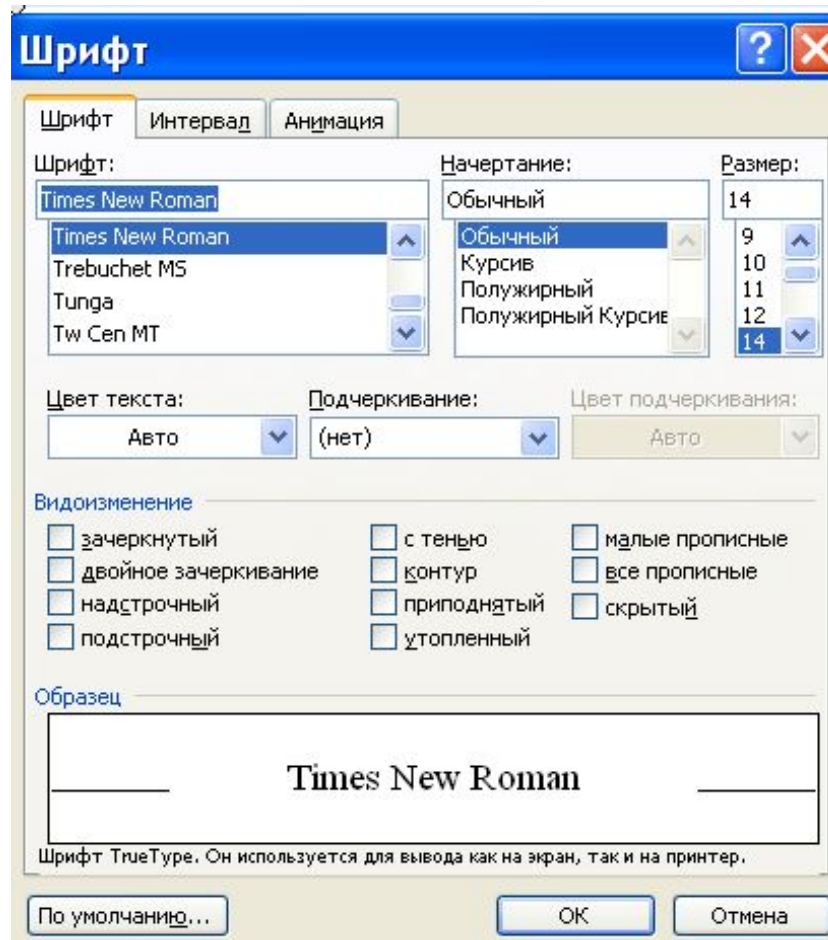 Шрифт
Шрифт Интервал Анимация
Шрифт: Начертание: Размер:
Times New Roman Обычный 14
Times New Roman Обычный 9
Trebuchet MS Курсив 10
Tunga Полужирный 11
Tw Cen MT Полужирный Курсив 12
14
Цвет текста: Подчеркивание: Цвет подчеркивания:
Авто (нет) Авто
Видоизменение
зачеркнутый с тенью малые прописные
двойное зачеркивание контур все прописные
надстрочный приподнятый скрытый
подстрочный утопленный
Образец
Times New Roman
Шрифт TrueType. Он используется для вывода как на экран, так и на принтер.
По умолчанию... ОК Отмена